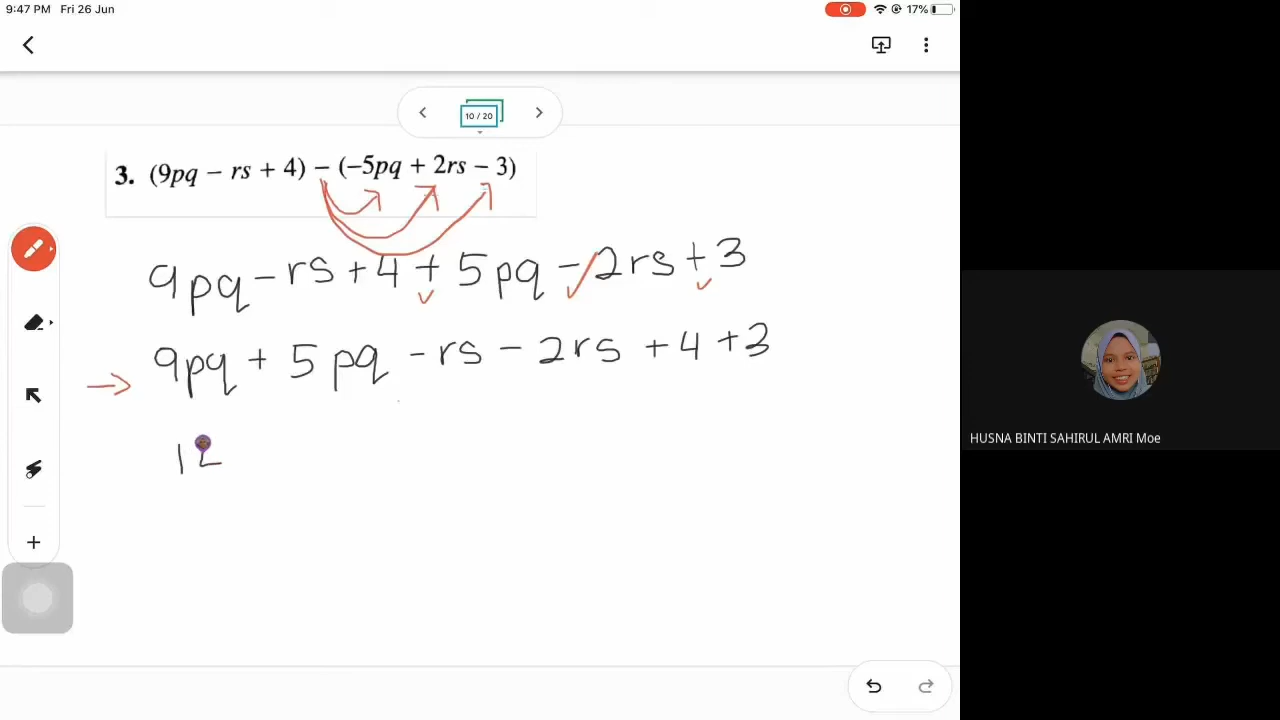 9:47 PM Fri 26 Jun
17%
10 / 20
3. (9pq − rs + 4) − (−5pq + 2rs − 3)
9pq − rs + 4 + 5pq − 2rs + 3
9pq + 5pq − rs − 2rs + 4 + 3
HUSNA BINTI SAHIRUL AMRI Moe